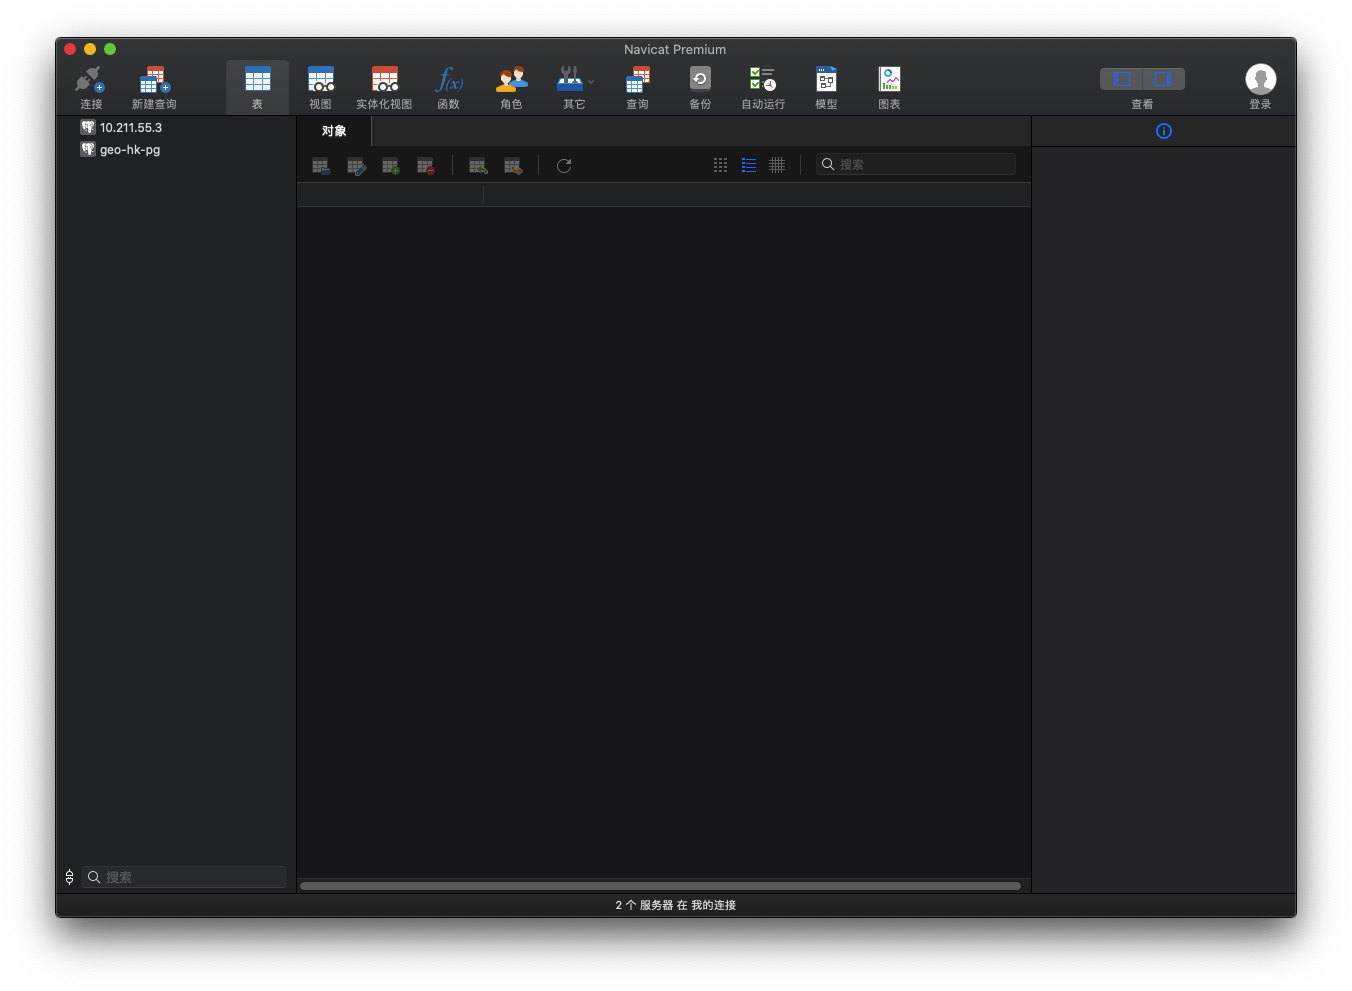 Navicat Premium
连接
新建查询
表
视图
实体化视图
f(x)
函数
角色
其它
查询
备份
自动运行
模型
图表
查看
登录
10.211.55.3
geo-hk-pg
对象
搜索
搜索
2 个 服务器 在 我的连接